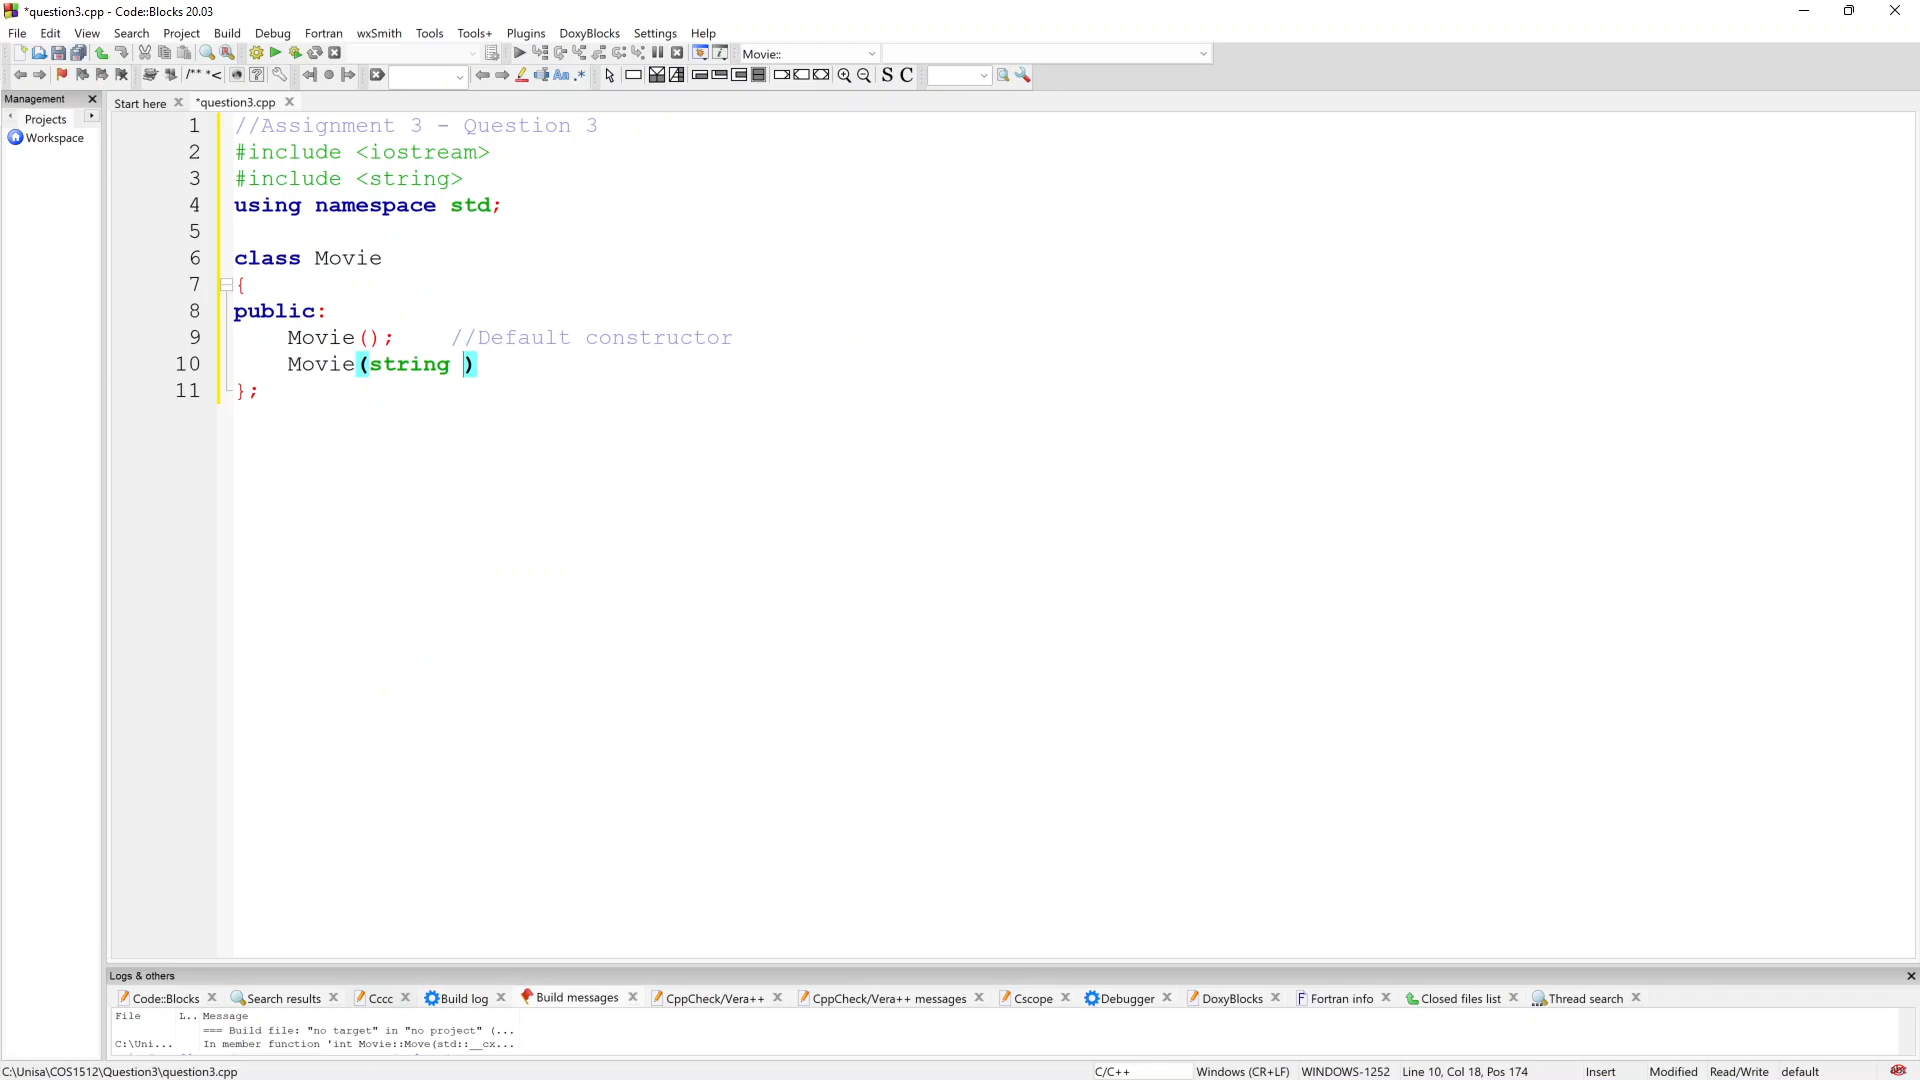 *question3.cpp - Code::Blocks 20.03
File Edit View Search Project Build Debug Fortran wxSmith Tools Tools+ Plugins DoxyBlocks Settings Help
Movie::
/** *< Aa .* S C
Management
Start here *question3.cpp
Projects
Workspace
1 //Assignment 3 - Question 3
2 #include <iostream>
3 #include <string>
4 using namespace std;
5
6 class Movie
7 {
8 public:
9 Movie(); //Default constructor
10 Movie(string )
11 };
Logs & others
Code::Blocks Search results Cccc Build log Build messages CppCheck/Vera++ CppCheck/Vera++ messages Cscope Debugger DoxyBlocks Fortran info Closed files list Thread search
File L.. Message
=== Build file: "no target" in "no project" (...
C:\Uni... In member function 'int Movie::Move(std::__cx...
C:\Unisa\COS1512\Question3\question3.cpp C/C++ Windows (CR+LF) WINDOWS-1252 Line 10, Col 18, Pos 174 Insert Modified Read/Write default